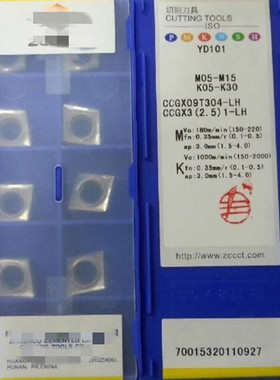 切削刀具
CUTTING TOOLS
ISO
P M K N S H
YD101
M05-M15
K05-K30
CCGX09T304-LH
CCGX3(2.5)1-LH
M Vc:180m/min(150-220)
fn:0.35mm/r(0.1-0.5)
ap:3.0mm(1.5-4.0)
K Vc:1000m/min(150-2000)
fn:0.35mm/r(0.1-0.5)
ap:3.0mm(1.5-4.0)
http://www.zccct.com
70015320110927
CEMENTED
TOOLS
HUNAN, PR.CHINA